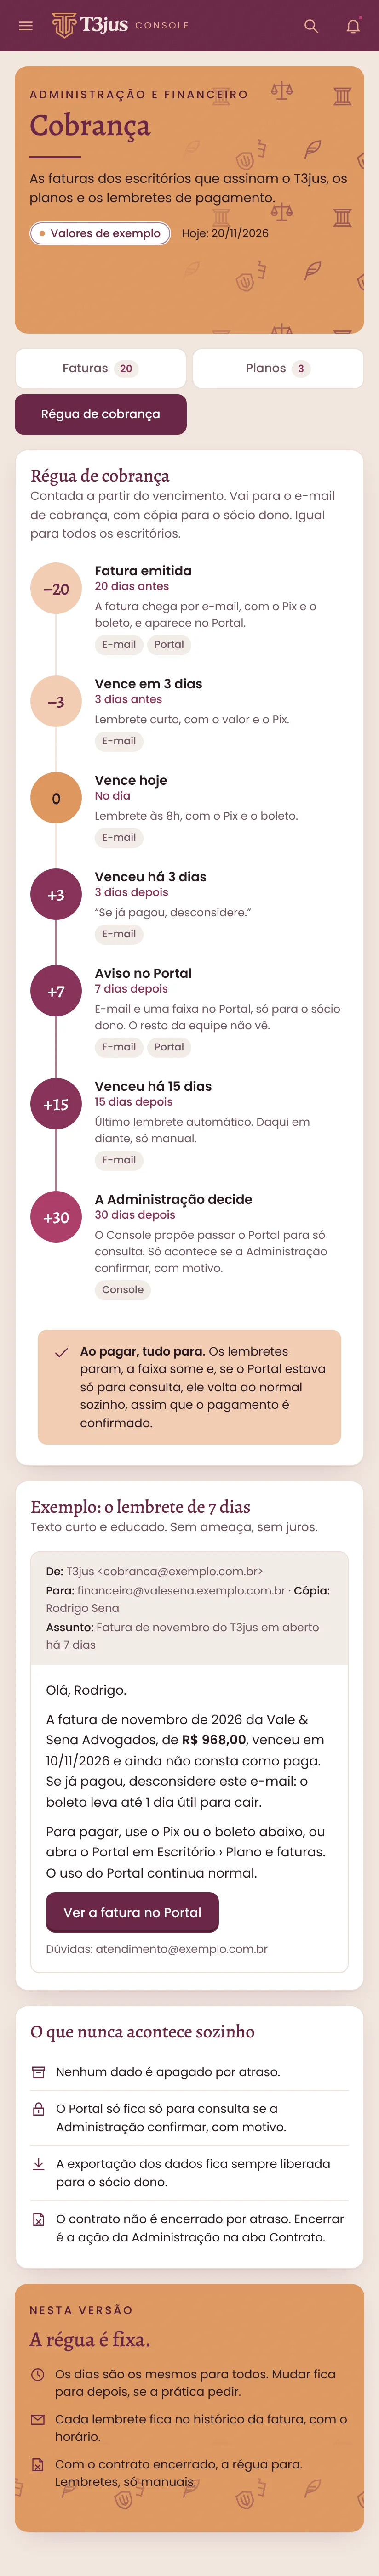 T3jus CONSOLE
ADMINISTRAÇÃO E FINANCEIRO
Cobrança
As faturas dos escritórios que assinam o T3jus, os
planos e os lembretes de pagamento.
Valores de exemplo
Hoje: 20/11/2026
Faturas 20
Planos 3
Régua de cobrança
Régua de cobrança
Contada a partir do vencimento. Vai para o e-mail
de cobrança, com cópia para o sócio dono. Igual
para todos os escritórios.
−20
Fatura emitida
20 dias antes
A fatura chega por e-mail, com o Pix e o
boleto, e aparece no Portal.
E-mail Portal
−3
Vence em 3 dias
3 dias antes
Lembrete curto, com o valor e o Pix.
E-mail
0
Vence hoje
No dia
Lembrete às 8h, com o Pix e o boleto.
E-mail
+3
Venceu há 3 dias
3 dias depois
“Se já pagou, desconsidere.”
E-mail
+7
Aviso no Portal
7 dias depois
E-mail e uma faixa no Portal, só para o sócio
dono. O resto da equipe não vê.
E-mail Portal
+15
Venceu há 15 dias
15 dias depois
Último lembrete automático. Daqui em
diante, só manual.
E-mail
+30
A Administração decide
30 dias depois
O Console propõe passar o Portal para só
consulta. Só acontece se a Administração
confirmar, com motivo.
Console
Ao pagar, tudo para. Os lembretes
param, a faixa some e, se o Portal estava
só para consulta, ele volta ao normal
sozinho, assim que o pagamento é
confirmado.
Exemplo: o lembrete de 7 dias
Texto curto e educado. Sem ameaça, sem juros.
De: T3jus <cobranca@exemplo.com.br>
Para: financeiro@valesena.exemplo.com.br · Cópia:
Rodrigo Sena
Assunto: Fatura de novembro do T3jus em aberto
há 7 dias
Olá, Rodrigo.
A fatura de novembro de 2026 da Vale &
Sena Advogados, de R$ 968,00, venceu em
10/11/2026 e ainda não consta como paga.
Se já pagou, desconsidere este e-mail: o
boleto leva até 1 dia útil para cair.
Para pagar, use o Pix ou o boleto abaixo, ou
abra o Portal em Escritório › Plano e faturas.
O uso do Portal continua normal.
Ver a fatura no Portal
Dúvidas: atendimento@exemplo.com.br
O que nunca acontece sozinho
Nenhum dado é apagado por atraso.
O Portal só fica só para consulta se a
Administração confirmar, com motivo.
A exportação dos dados fica sempre liberada
para o sócio dono.
O contrato não é encerrado por atraso. Encerrar
é a ação da Administração na aba Contrato.
NESTA VERSÃO
A régua é fixa.
Os dias são os mesmos para todos. Mudar fica
para depois, se a prática pedir.
Cada lembrete fica no histórico da fatura, com o
horário.
Com o contrato encerrado, a régua para.
Lembretes, só manuais.